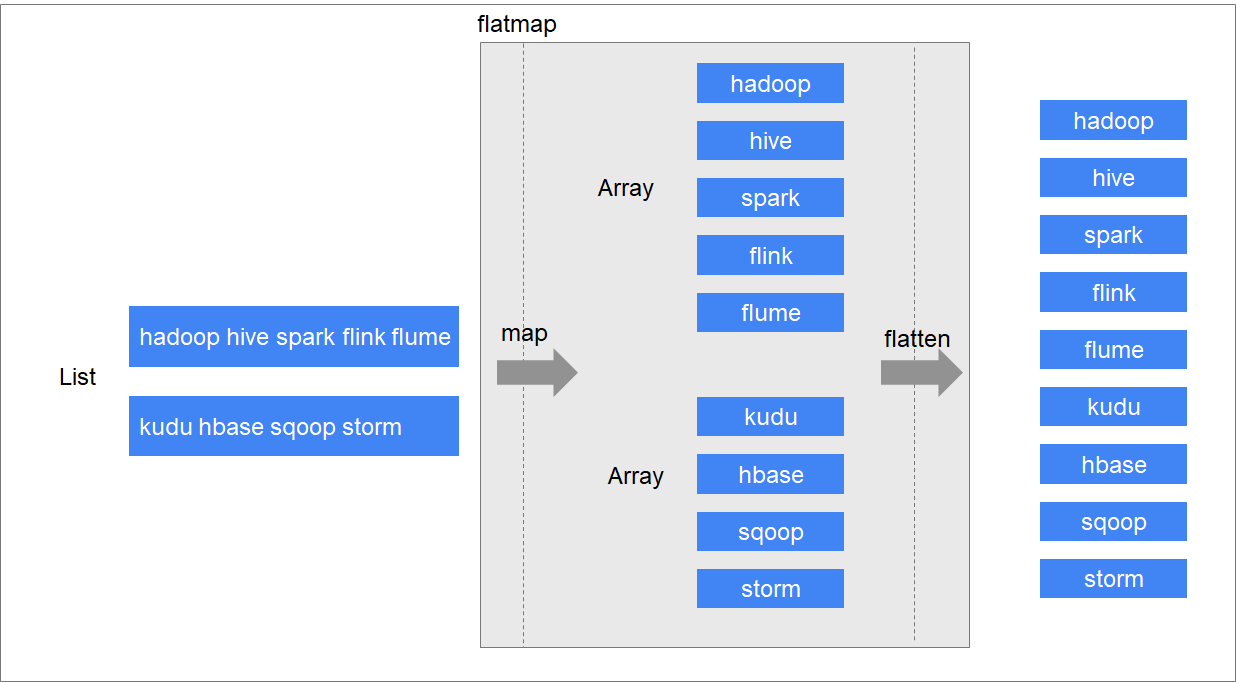 flatmap
List
hadoop hive spark flink flume
kudu hbase sqoop storm
map
Array
hadoop
hive
spark
flink
flume
Array
kudu
hbase
sqoop
storm
flatten
hadoop
hive
spark
flink
flume
kudu
hbase
sqoop
storm